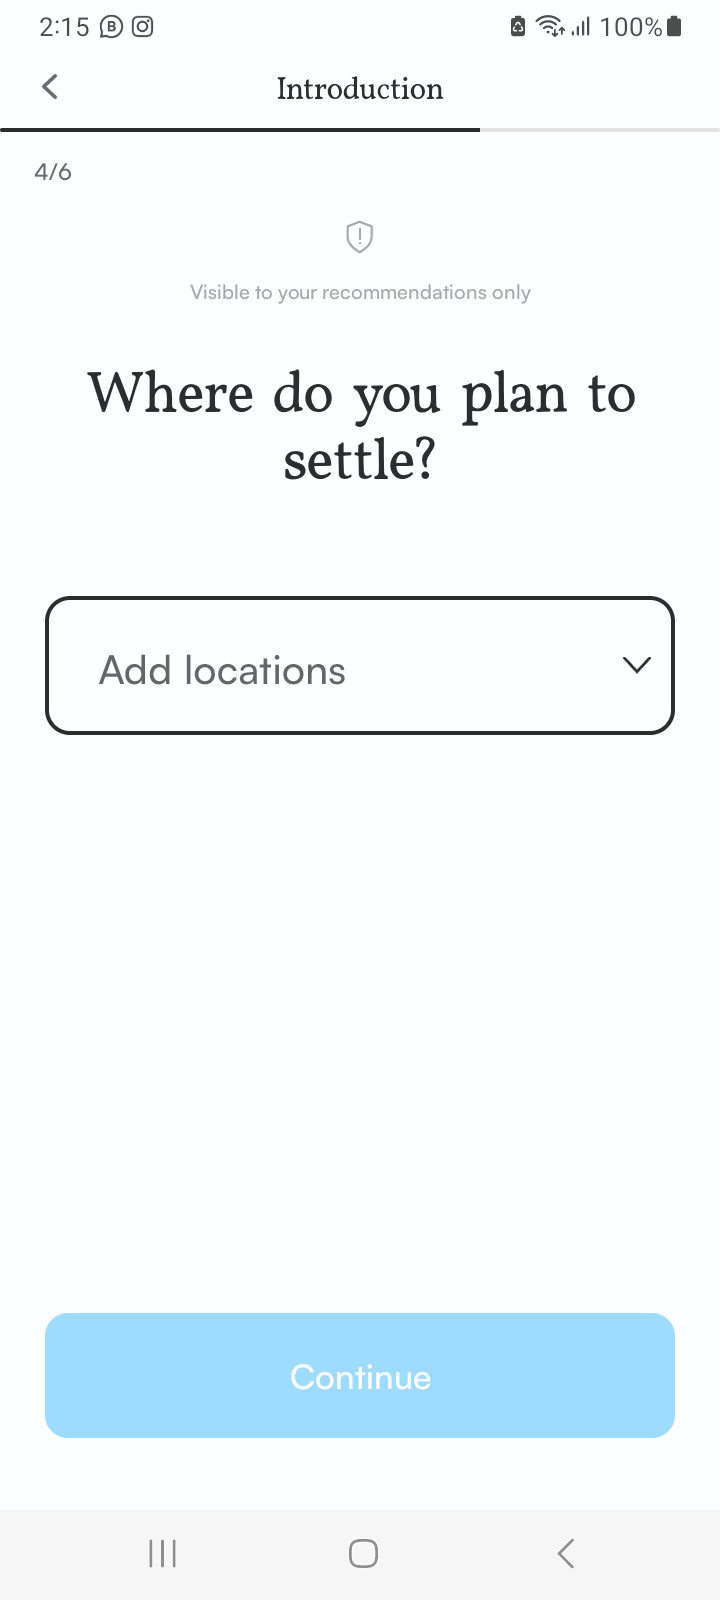 2:15 100%
Introduction
4/6
Visible to your recommendations only
Where do you plan to
settle?
Add locations
Continue